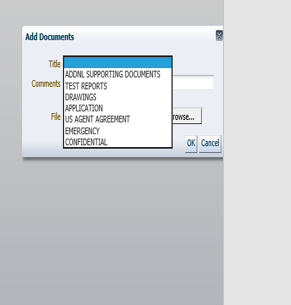 Add Documents
Title
ADDNL SUPPORTING DOCUMENTS
TEST REPORTS
Comments
DRAWINGS
APPLICATION
File
rowse...
US AGENT AGREEMENT
EMERGENCY
CONFIDENTIAL
OK
Cancel